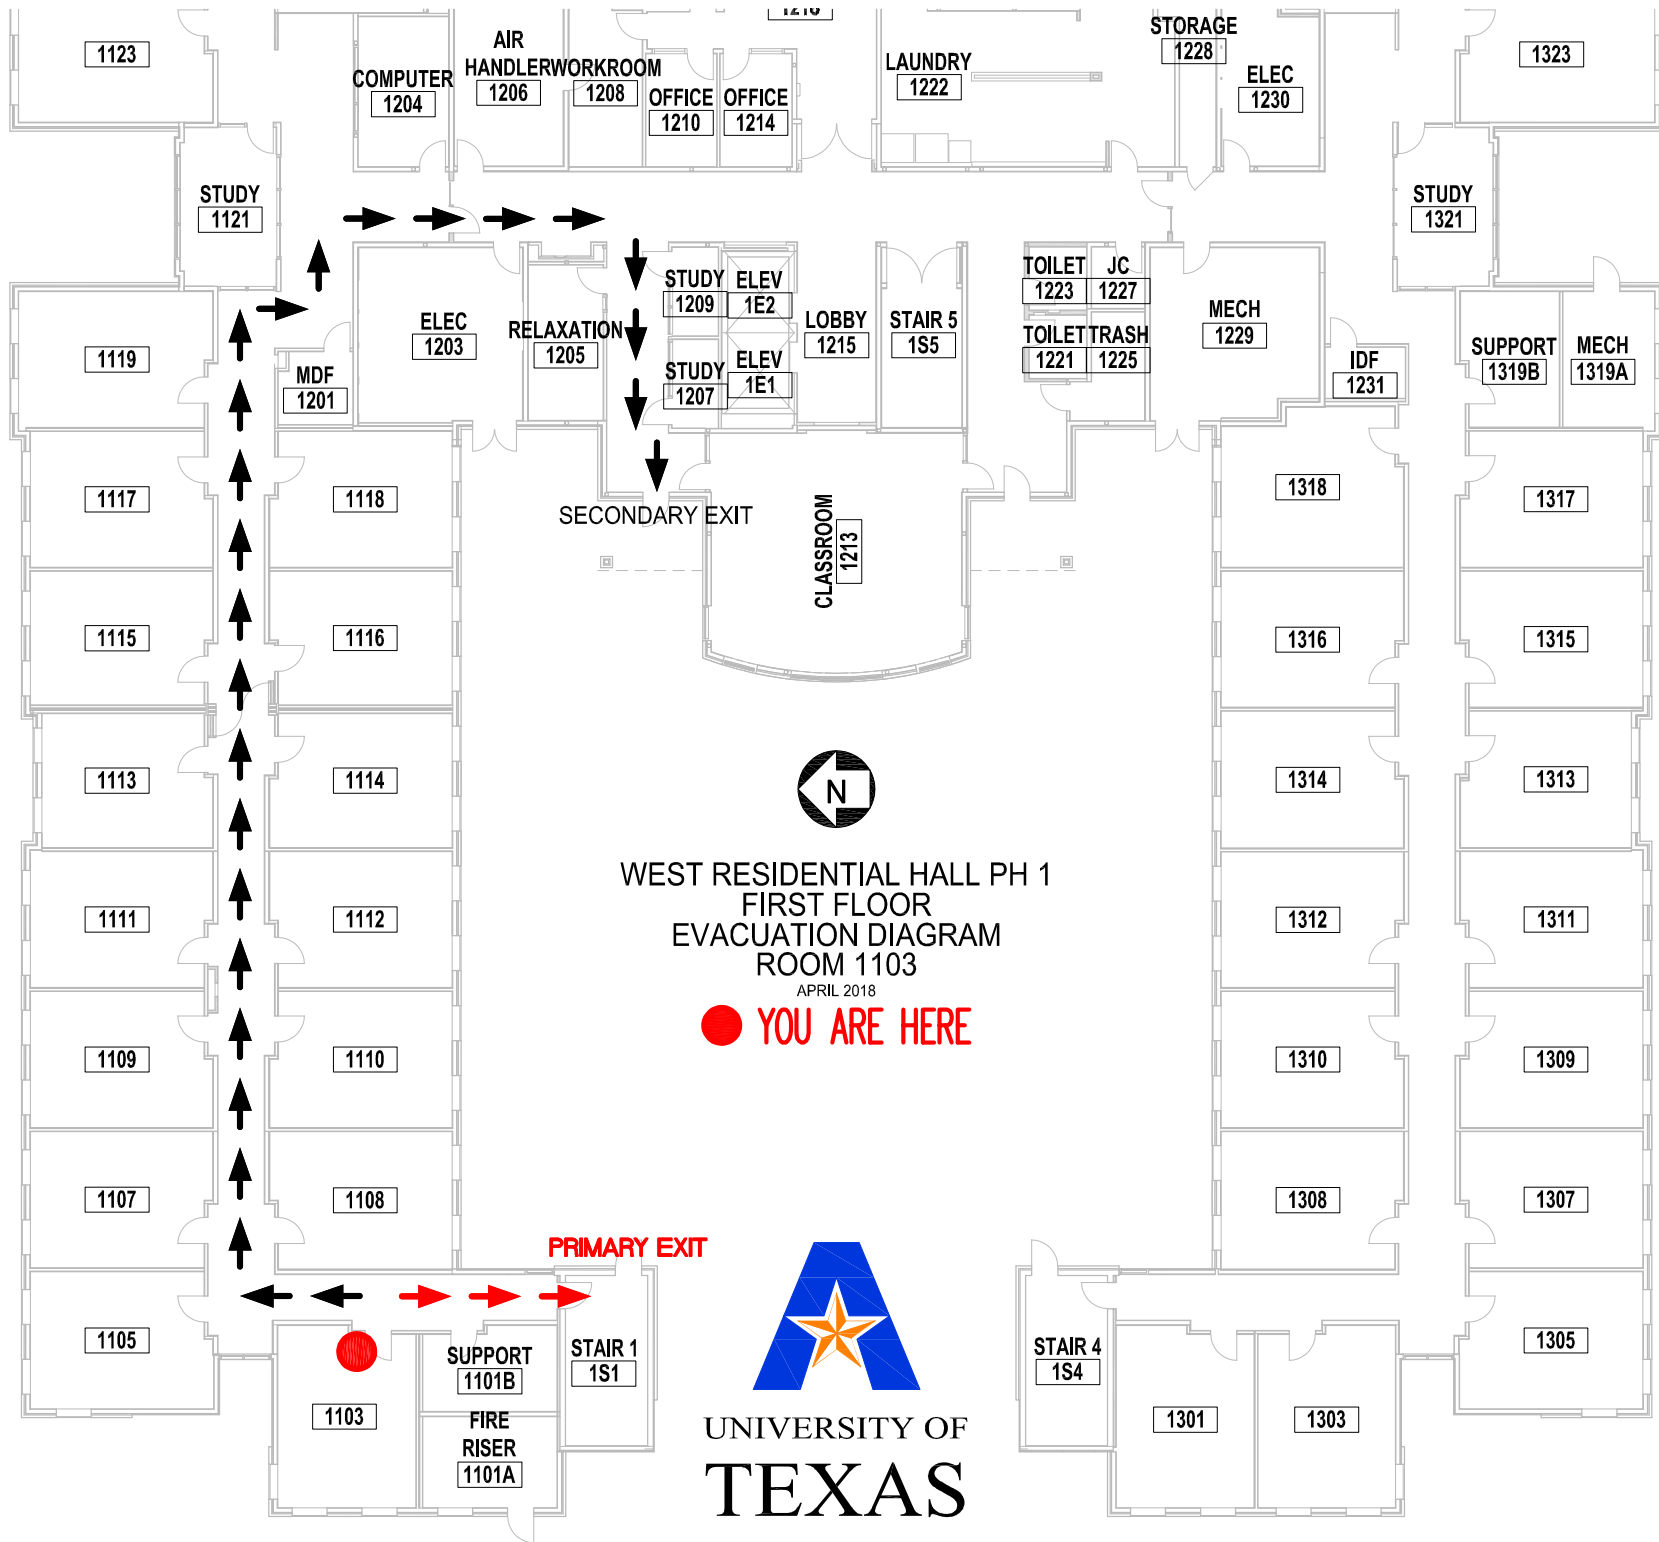 1216
STORAGE
1228
AIR
HANDLER
1206
WORKROOM
1208
1123
COMPUTER
1204
OFFICE
1210
OFFICE
1214
LAUNDRY
1222
ELEC
1230
1323
STUDY
1121
STUDY
1321
STUDY
1209
ELEV
1E2
TOILET
1223
JC
1227
ELEC
1203
RELAXATION
1205
LOBBY
1215
STAIR 5
1S5
MECH
1229
1119
MDF
1201
STUDY
1207
ELEV
1E1
TOILET
1221
TRASH
1225
IDF
1231
SUPPORT
1319B
MECH
1319A
1117
1118
SECONDARY EXIT
CLASSROOM
1213
1318
1317
1115
1116
1316
1315
1113
1114
N
1314
1313
WEST RESIDENTIAL HALL PH 1
FIRST FLOOR
EVACUATION DIAGRAM
ROOM 1103
APRIL 2018
YOU ARE HERE
1111
1112
1312
1311
1109
1110
1310
1309
1107
1108
1308
1307
PRIMARY EXIT
1105
SUPPORT
1101B
STAIR 1
1S1
STAIR 4
1S4
1305
1103
FIRE
RISER
1101A
1301
1303
UNIVERSITY OF
TEXAS